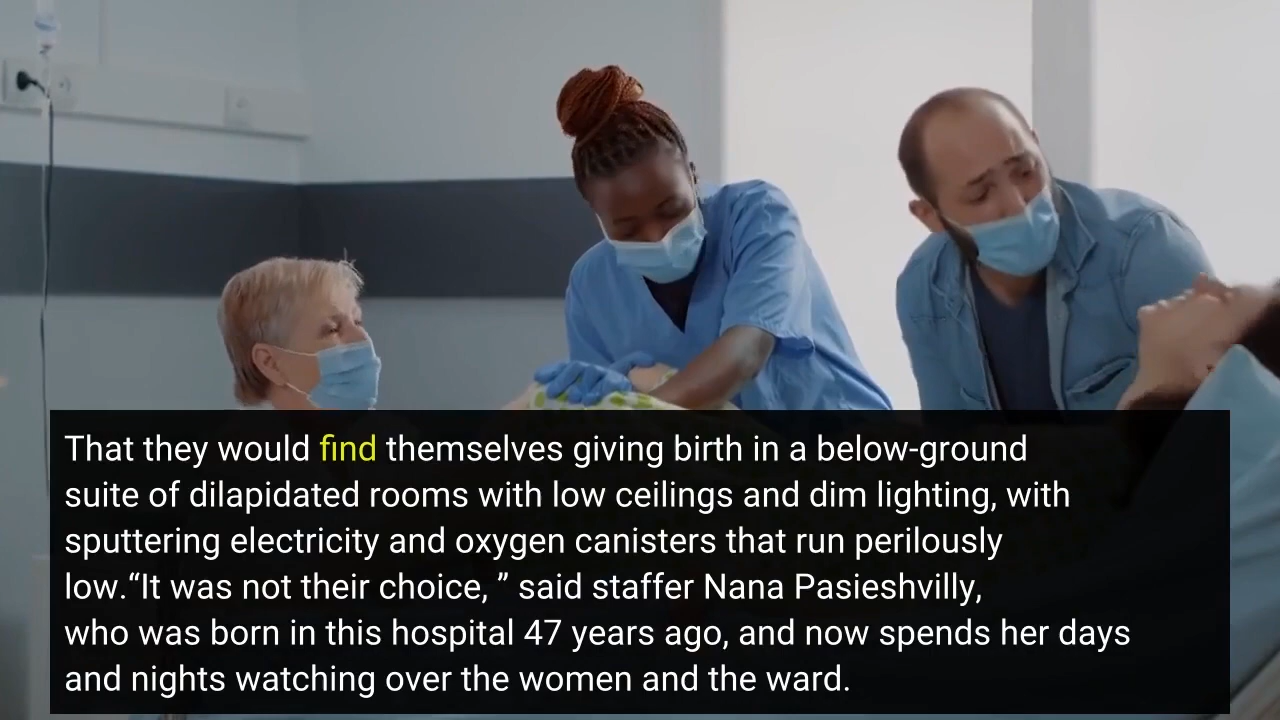 That they would find themselves giving birth in a below-ground
suite of dilapidated rooms with low ceilings and dim lighting, with
sputtering electricity and oxygen canisters that run perilously
low.“It was not their choice, ” said staffer Nana Pasieshvilly,
who was born in this hospital 47 years ago, and now spends her days
and nights watching over the women and the ward.